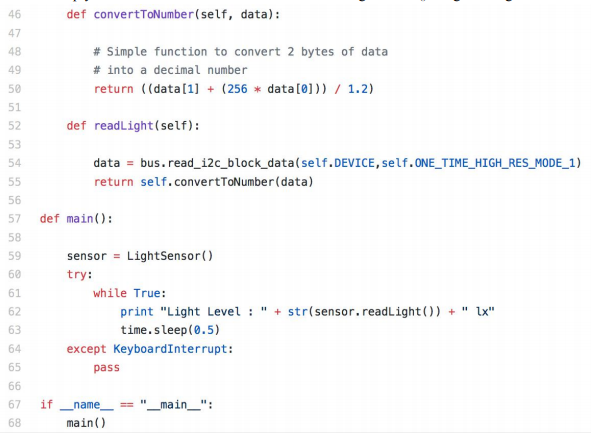 46 def convertToNumber(self, data):
47
48 # Simple function to convert 2 bytes of data
49 # into a decimal number
50 return ((data[1] + (256 * data[0])) / 1.2)
51
52 def readLight(self):
53
54 data = bus.read_i2c_block_data(self.DEVICE,self.ONE_TIME_HIGH_RES_MODE_1)
55 return self.convertToNumber(data)
56
57 def main():
58
59 sensor = LightSensor()
60 try:
61 while True:
62 print "Light Level : " + str(sensor.readLight()) + " lx"
63 time.sleep(0.5)
64 except KeyboardInterrupt:
65 pass
66
67 if __name__ == "__main__":
68 main()